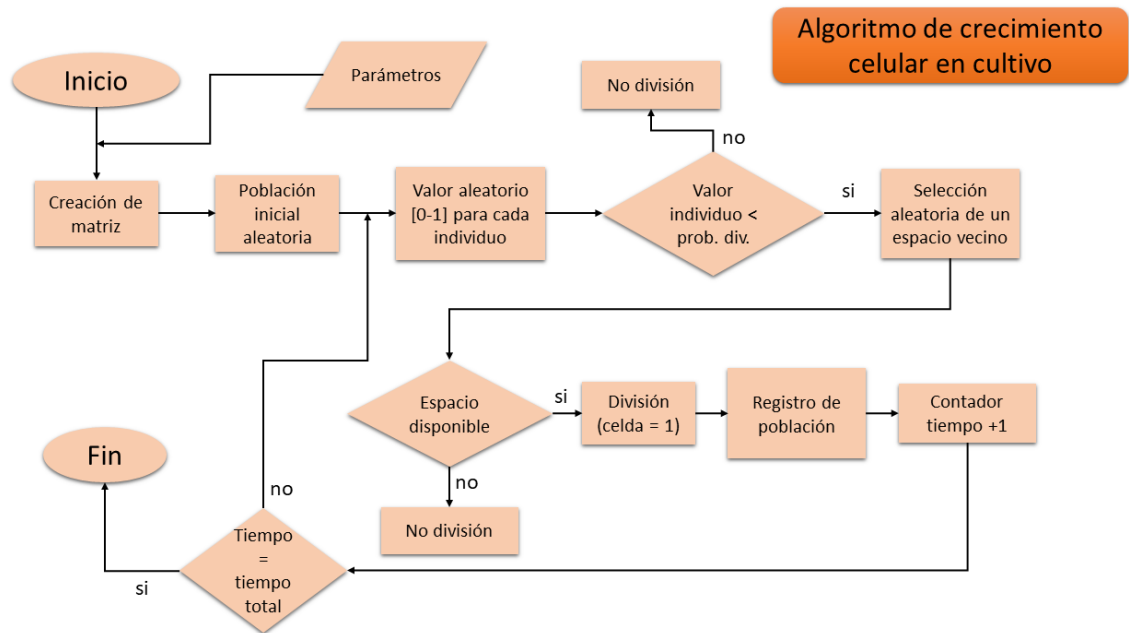 Algoritmo de crecimiento
celular en cultivo
Inicio
Parámetros
No división
no
Creación de
matriz
Población
inicial
aleatoria
Valor aleatorio
[0-1] para cada
individuo
Valor
individuo <
prob. div.
si
Selección
aleatoria de un
espacio vecino
Espacio
disponible
si
División
(celda = 1)
Registro de
población
Contador
tiempo +1
no
No división
Fin
no
Tiempo
=
tiempo
total
si